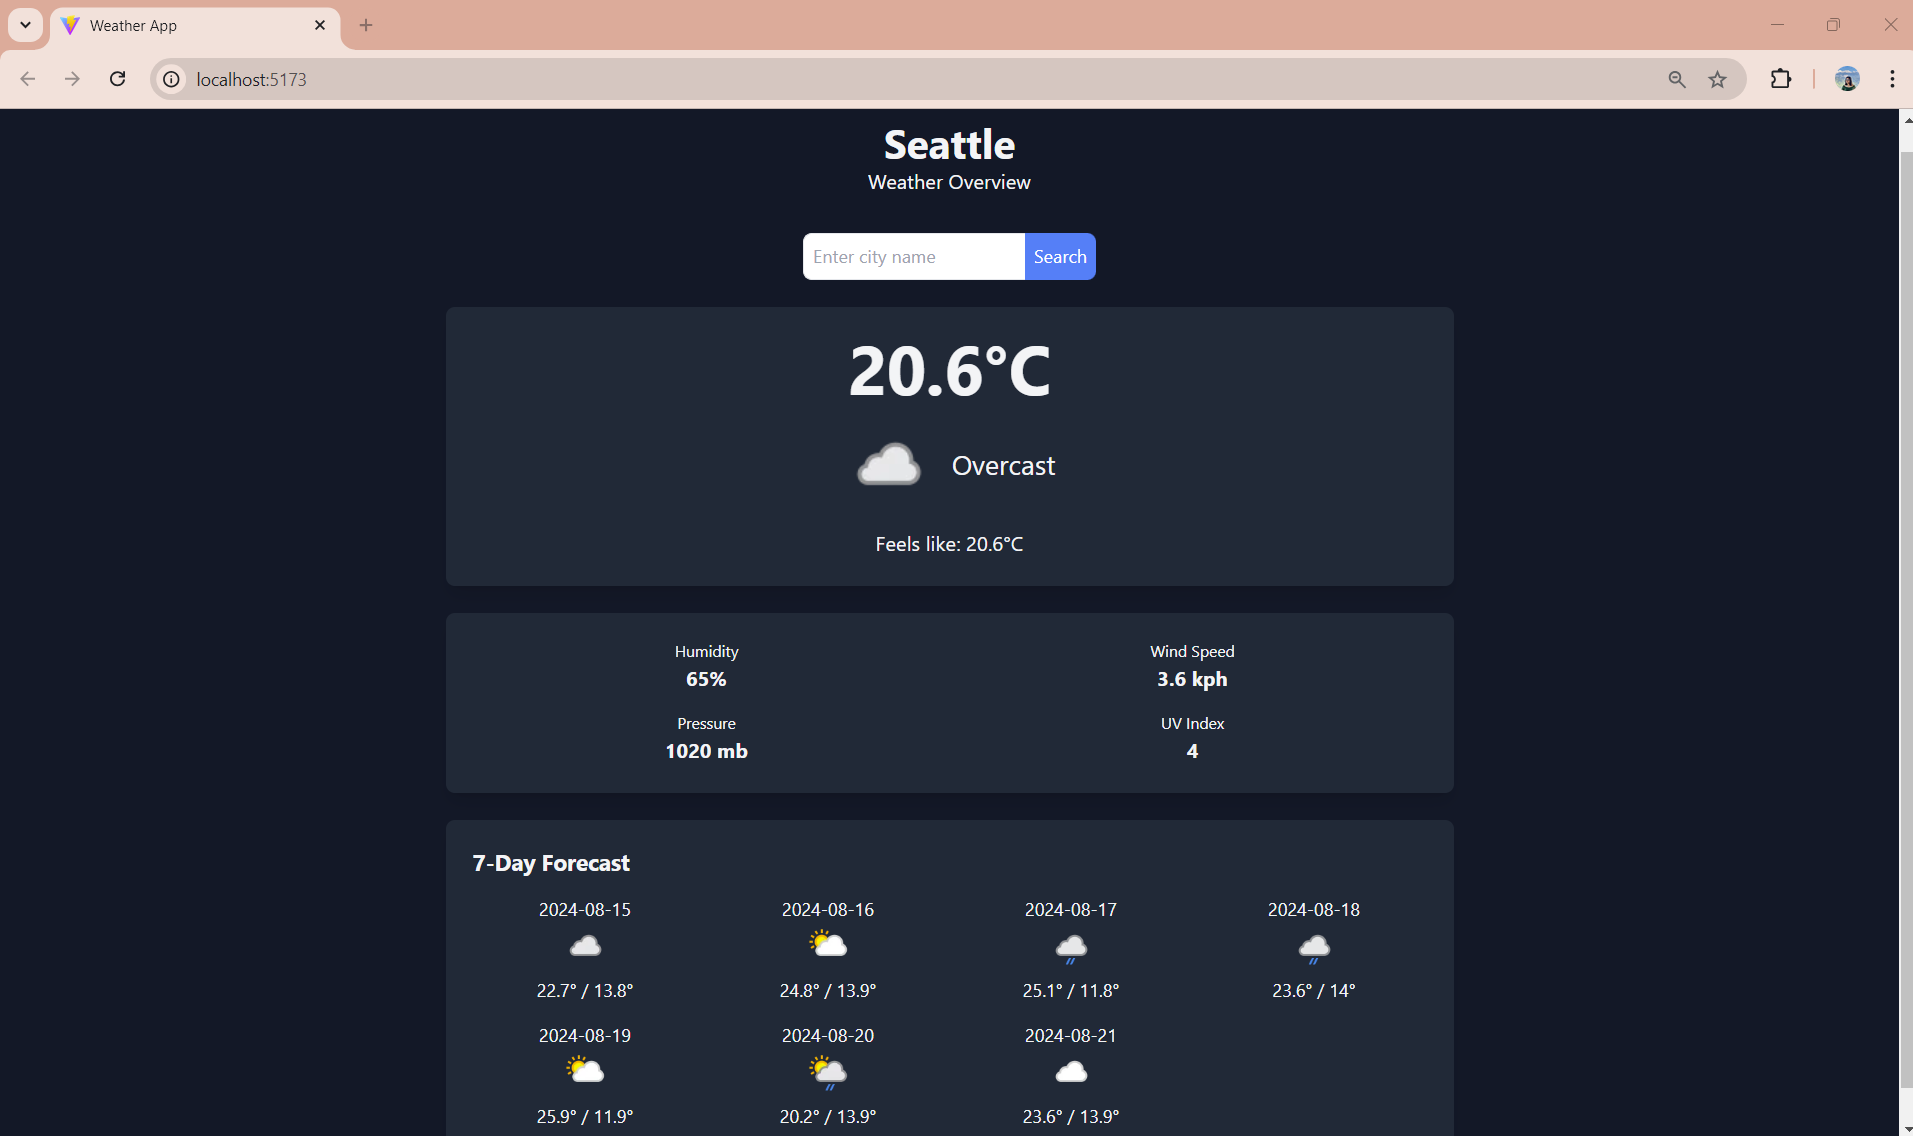 Weather App
localhost:5173
Seattle
Weather Overview
Enter city name Search
20.6°C
Overcast
Feels like: 20.6°C
Humidity Wind Speed
65% 3.6 kph
Pressure UV Index
1020 mb 4
7-Day Forecast
2024-08-15 2024-08-16 2024-08-17 2024-08-18
22.7° / 13.8° 24.8° / 13.9° 25.1° / 11.8° 23.6° / 14°
2024-08-19 2024-08-20 2024-08-21
25.9° / 11.9° 20.2° / 13.9° 23.6° / 13.9°